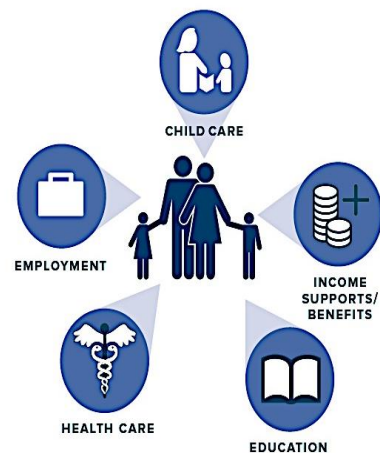 CHILD CARE
EMPLOYMENT
INCOME
SUPPORTS/
BENEFITS
HEALTH CARE
EDUCATION